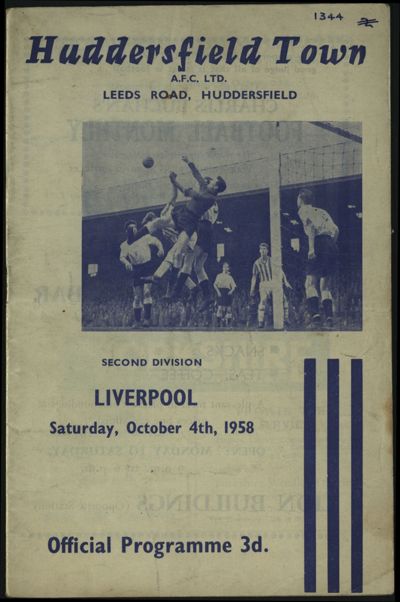 1344
Huddersfield Town
A.F.C. LTD.
LEEDS ROAD, HUDDERSFIELD
SECOND DIVISION
LIVERPOOL
Saturday, October 4th, 1958
Official Programme 3d.